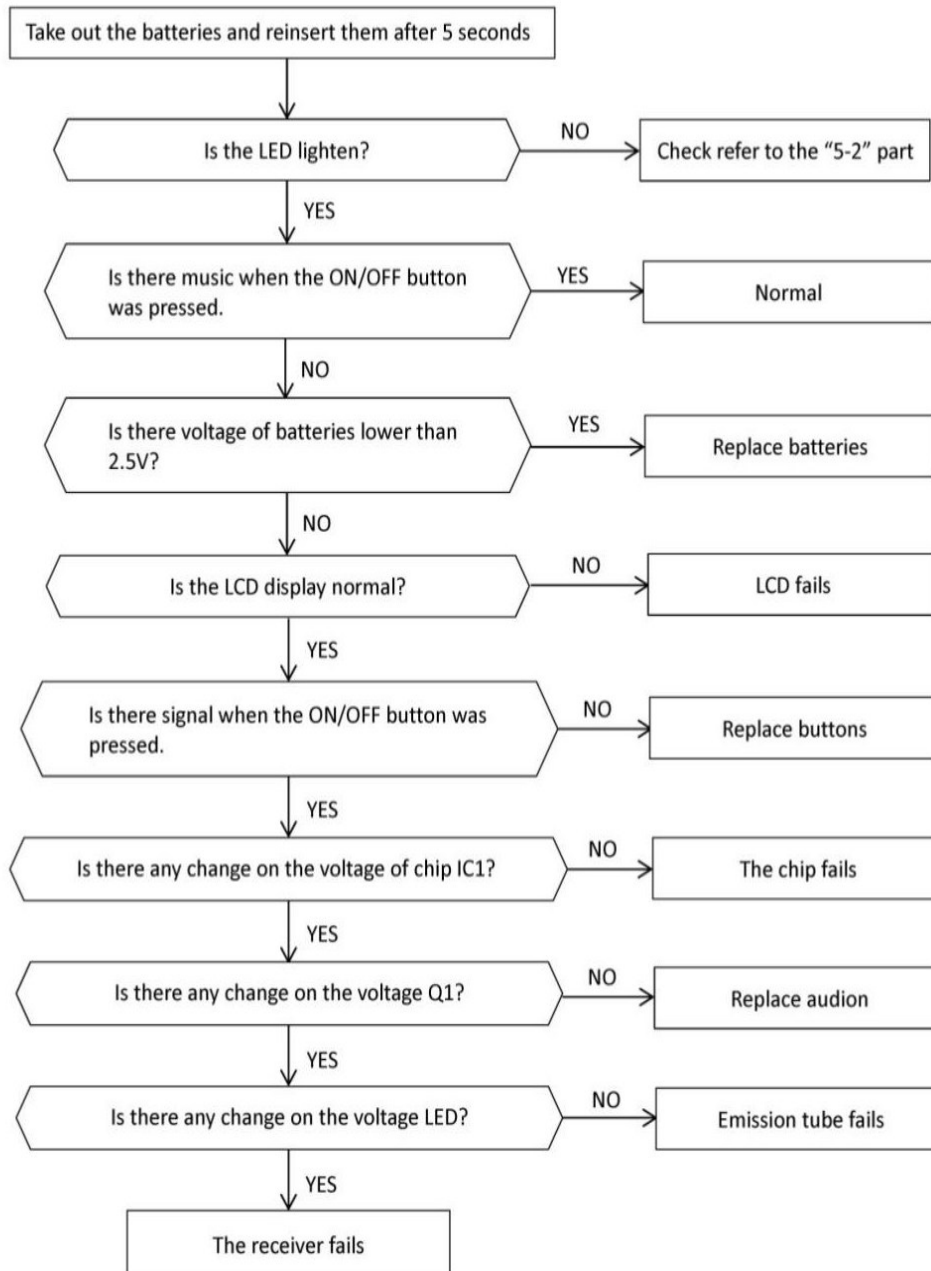 Take out the batteries and reinsert them after 5 seconds
Is the LED lighten?
NO
Check refer to the “5-2” part
YES
Is there music when the ON/OFF button
was pressed.
YES
Normal
NO
Is there voltage of batteries lower than
2.5V?
YES
Replace batteries
NO
Is the LCD display normal?
NO
LCD fails
YES
Is there signal when the ON/OFF button was
pressed.
NO
Replace buttons
YES
Is there any change on the voltage of chip IC1?
NO
The chip fails
YES
Is there any change on the voltage Q1?
NO
Replace audion
YES
Is there any change on the voltage LED?
NO
Emission tube fails
YES
The receiver fails